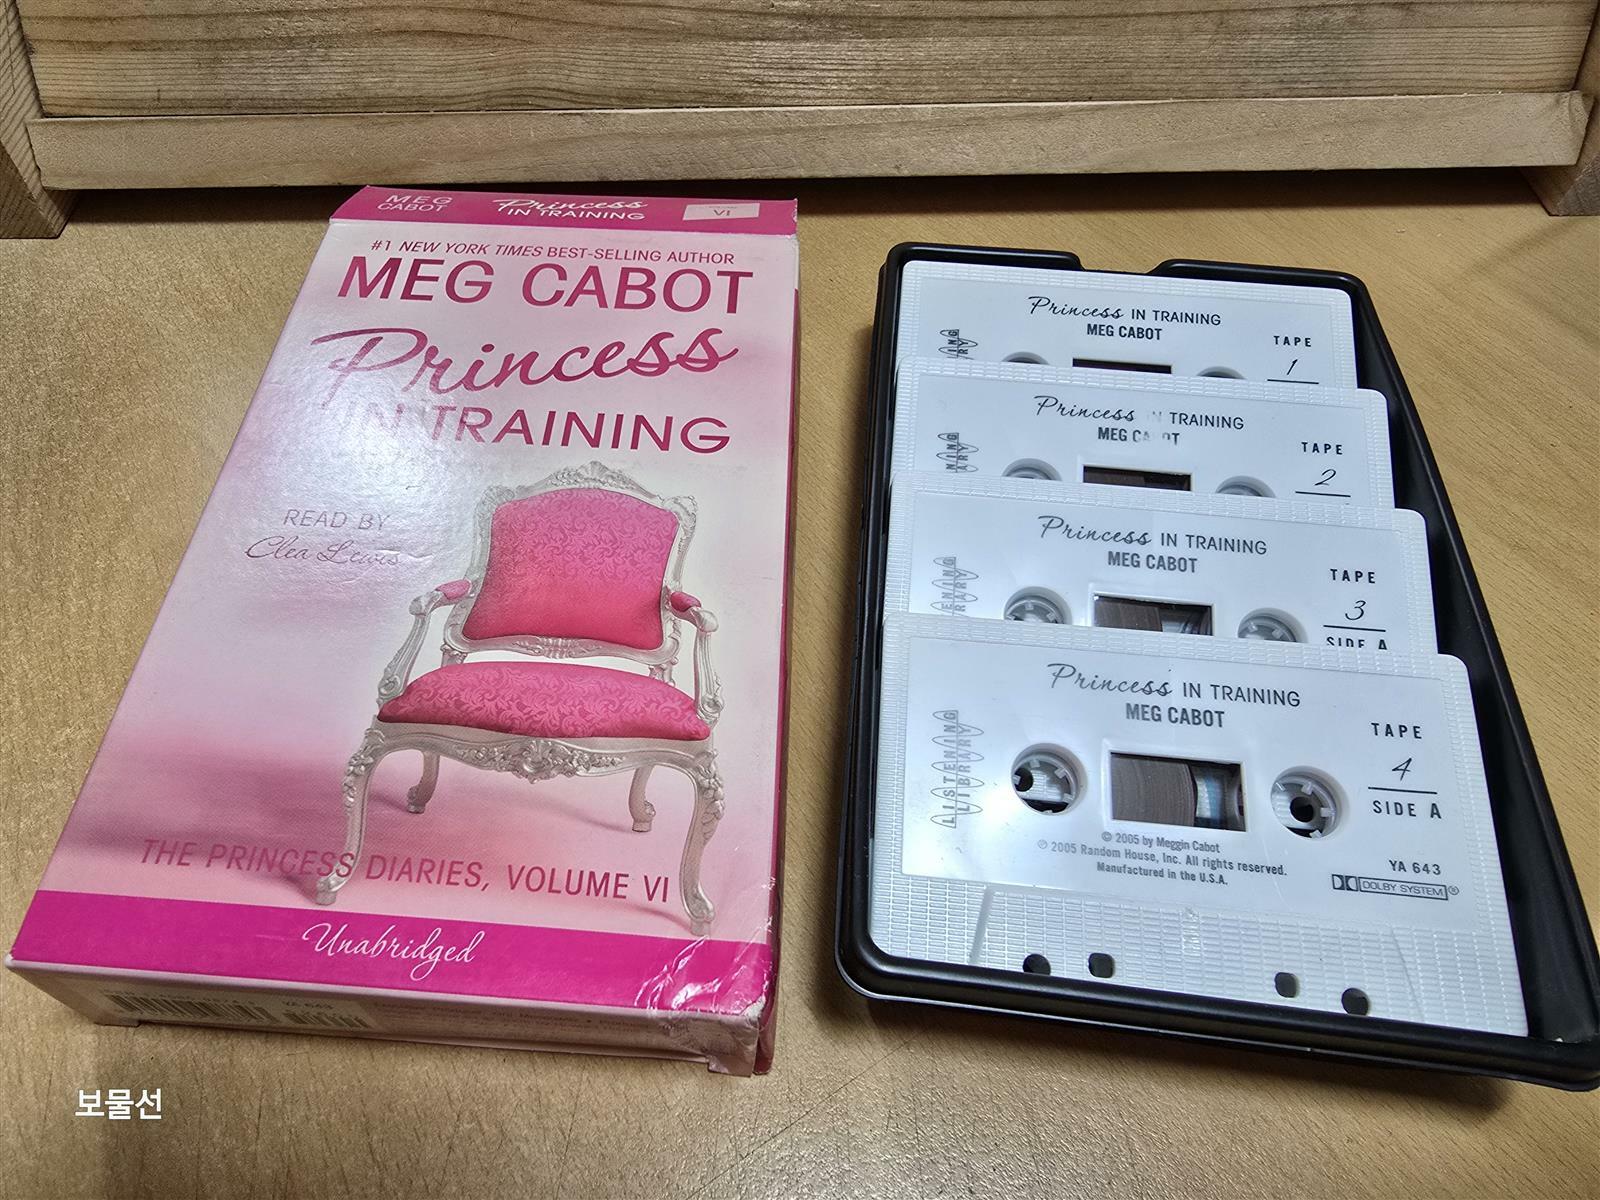 MEG
CABOT
Princess
IN TRAINING
VI
#1 NEW YORK TIMES BEST-SELLING AUTHOR
MEG CABOT
Princess
IN TRAINING
READ BY
Clea Lewis
THE PRINCESS DIARIES, VOLUME VI
Unabridged
YA 643
Princess IN TRAINING
MEG CABOT
TAPE
1
Princess IN TRAINING
MEG CABOT
TAPE
2
Princess IN TRAINING
MEG CABOT
TAPE
3
SIDE A
Princess IN TRAINING
MEG CABOT
LISTENING
LIBRARY
TAPE
4
SIDE A
© 2005 by Meggin Cabot
℗ 2005 Random House, Inc. All rights reserved.
Manufactured in the U.S.A.
YA 643
DOLBY SYSTEM®
보물선